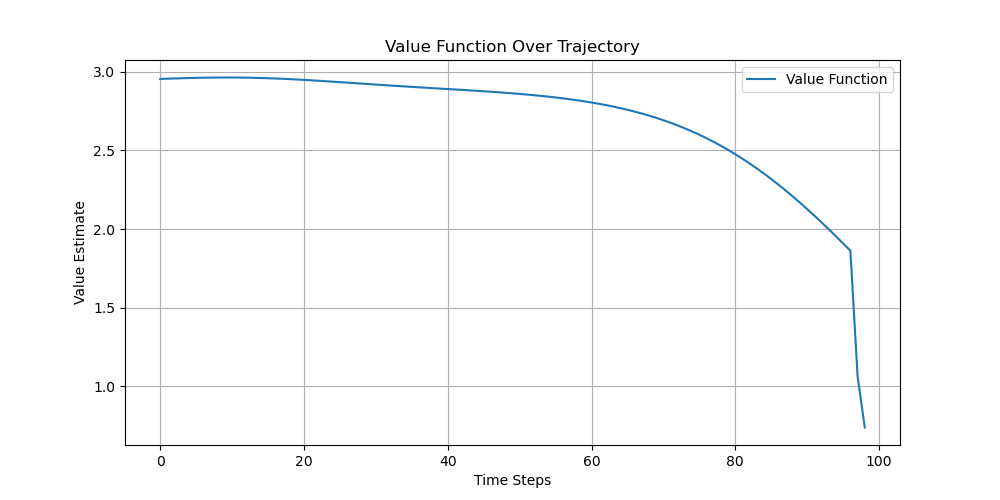 Value Function Over Trajectory
Value Function
3.0
2.5
2.0
1.5
1.0
Value Estimate
0 20 40 60 80 100
Time Steps